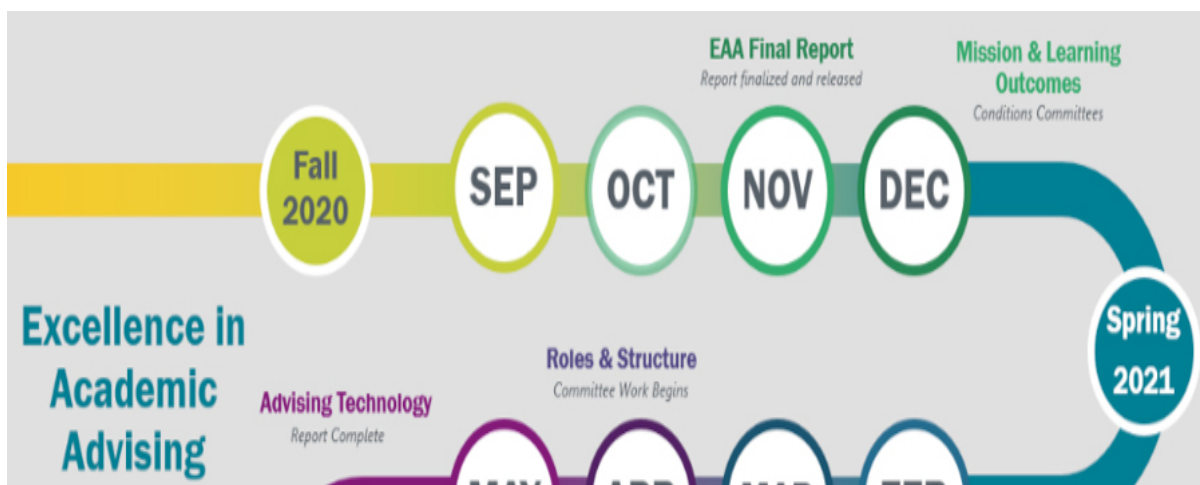 EAA Final Report
Report finalized and released
Mission & Learning
Outcomes
Conditions Committees
Fall
2020
SEP
OCT
NOV
DEC
Spring
2021
Excellence in
Academic
Advising
Roles & Structure
Committee Work Begins
Advising Technology
Report Complete